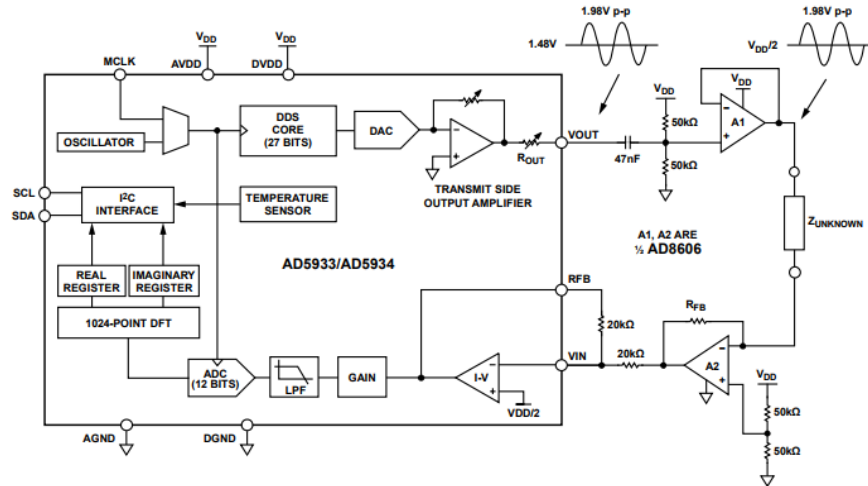 1.98V p-p
1.98V p-p
1.48V
VDD/2
MCLK
AVDD
VDD
DVDD
VDD
OSCILLATOR
DDS
CORE
(27 BITS)
DAC
ROUT
VOUT
TRANSMIT SIDE
OUTPUT AMPLIFIER
47nF
VDD
50kΩ
50kΩ
VDD
A1
SCL
SDA
I2C
INTERFACE
TEMPERATURE
SENSOR
ZUNKNOWN
A1, A2 ARE
½ AD8606
AD5933/AD5934
REAL
REGISTER
IMAGINARY
REGISTER
1024-POINT DFT
RFB
20kΩ
RFB
ADC
(12 BITS)
LPF
GAIN
I-V
VDD/2
VIN
20kΩ
A2
VDD
50kΩ
50kΩ
AGND
DGND